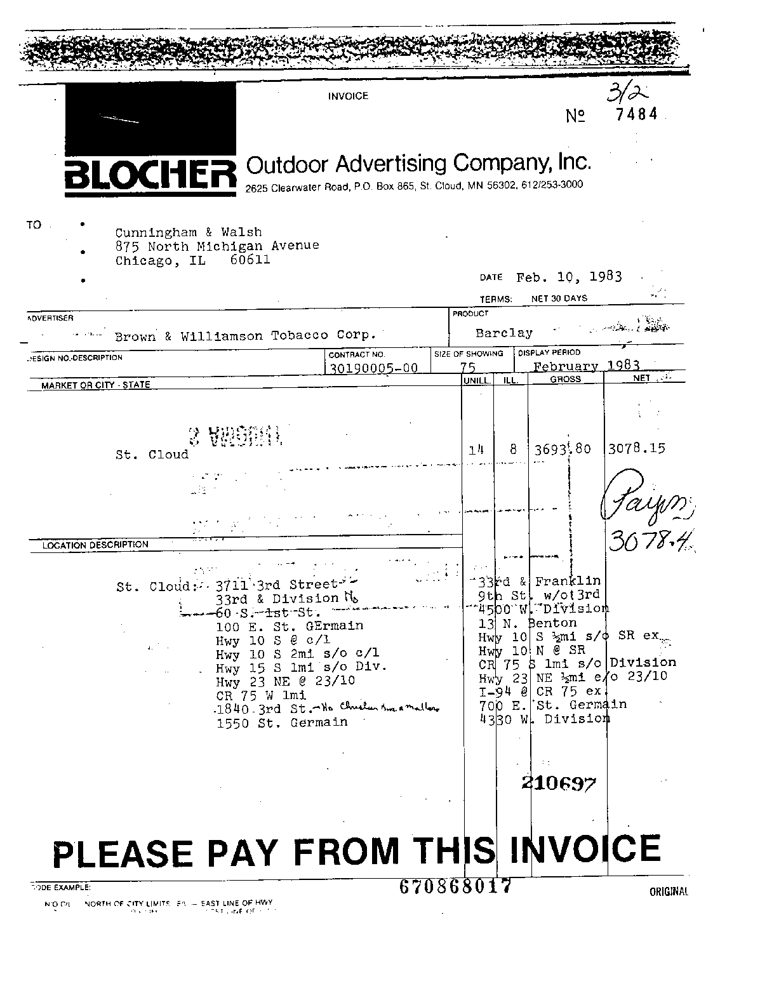 3/2
INVOICE
Nº 7484
BLOCHER Outdoor Advertising Company, Inc.
2625 Clearwater Road, P.O. Box 865, St. Cloud, MN 56302, 612/253-3000
TO
Cunningham & Walsh
875 North Michigan Avenue
Chicago, IL 60611
DATE Feb. 10, 1983
TERMS: NET 30 DAYS
ADVERTISER PRODUCT
Brown & Williamson Tobacco Corp. Barclay
DESIGN NO.-DESCRIPTION CONTRACT NO. SIZE OF SHOWING DISPLAY PERIOD
30190005-00 75 February 1983
MARKET OR CITY - STATE UNILL. ILL. GROSS NET
St. Cloud 14 8 3693.80 3078.15
3078.4
LOCATION DESCRIPTION
St. Cloud: 3711 3rd Street 33rd & Franklin
33rd & Division No 9th St. w/of 3rd
60 S. 1st St. 4500 W. Division
100 E. St. GErmain 13 N. Benton
Hwy 10 S @ c/l Hwy 10 S ½mi s/o SR ex
Hwy 10 S 2mi s/o c/l Hwy 10 N @ SR
Hwy 15 S 1mi s/o Div. CR 75 S 1mi s/o Division
Hwy 23 NE @ 23/10 Hwy 23 NE ½mi e/o 23/10
CR 75 W 1mi I-94 @ CR 75 ex
1840 3rd St. - No 700 E. St. Germain
1550 St. Germain 4330 W. Division
210697
PLEASE PAY FROM THIS INVOICE
CODE EXAMPLE: 670868017 ORIGINAL
NORTH OF CITY LIMITS EAST LINE OF HWY